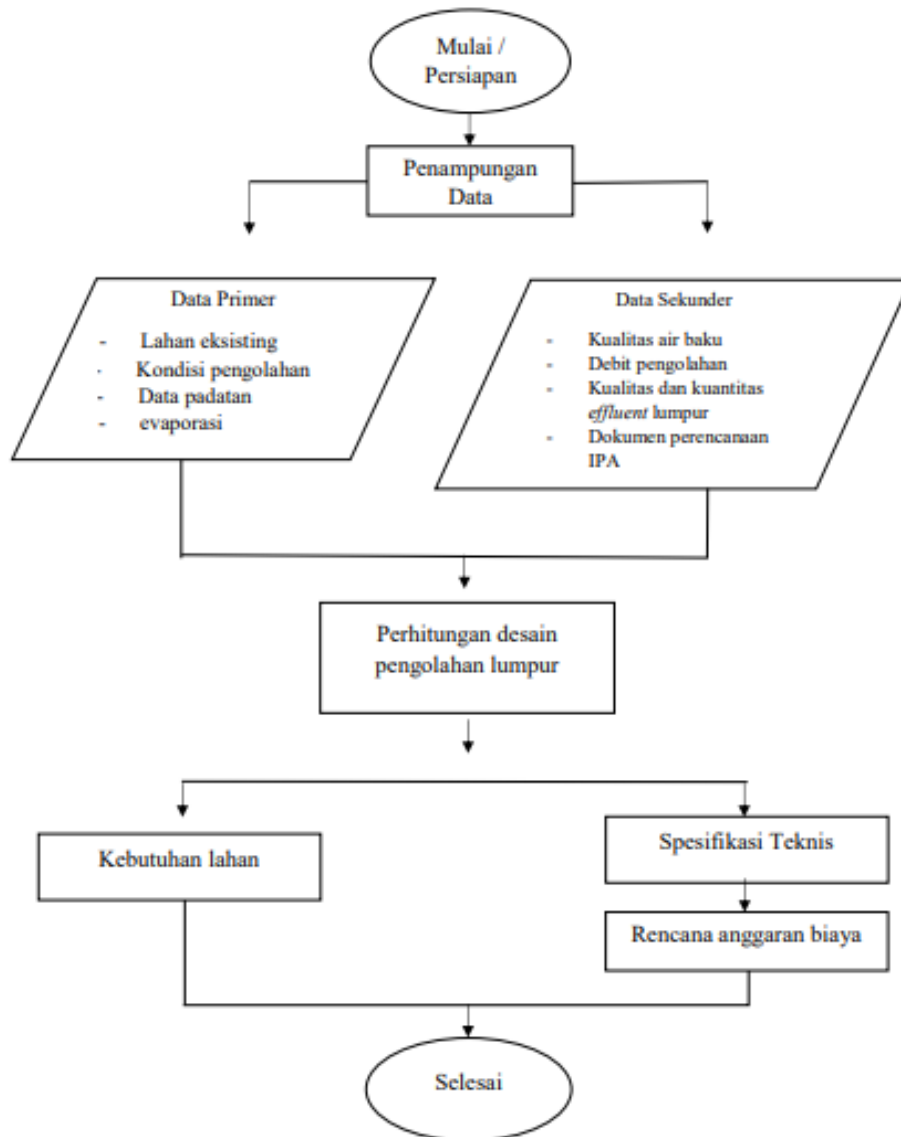 Mulai /
Persiapan
Penampungan
Data
Data Primer
- Lahan eksisting
- Kondisi pengolahan
- Data padatan
- evaporasi
Data Sekunder
- Kualitas air baku
- Debit pengolahan
- Kualitas dan kuantitas
effluent lumpur
- Dokumen perencanaan
IPA
Perhitungan desain
pengolahan lumpur
Kebutuhan lahan
Spesifikasi Teknis
Rencana anggaran biaya
Selesai